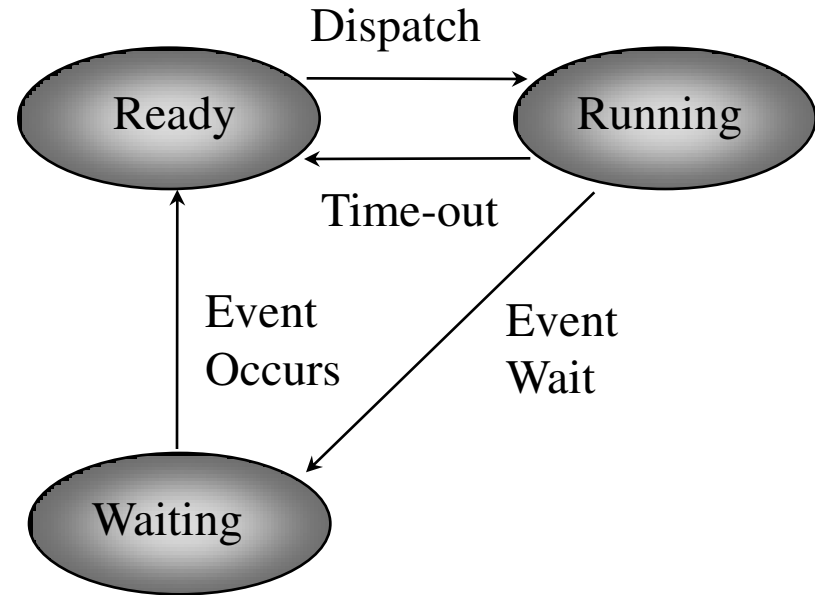 Dispatch
Ready
Running
Time-out
Event
Occurs
Event
Wait
Waiting